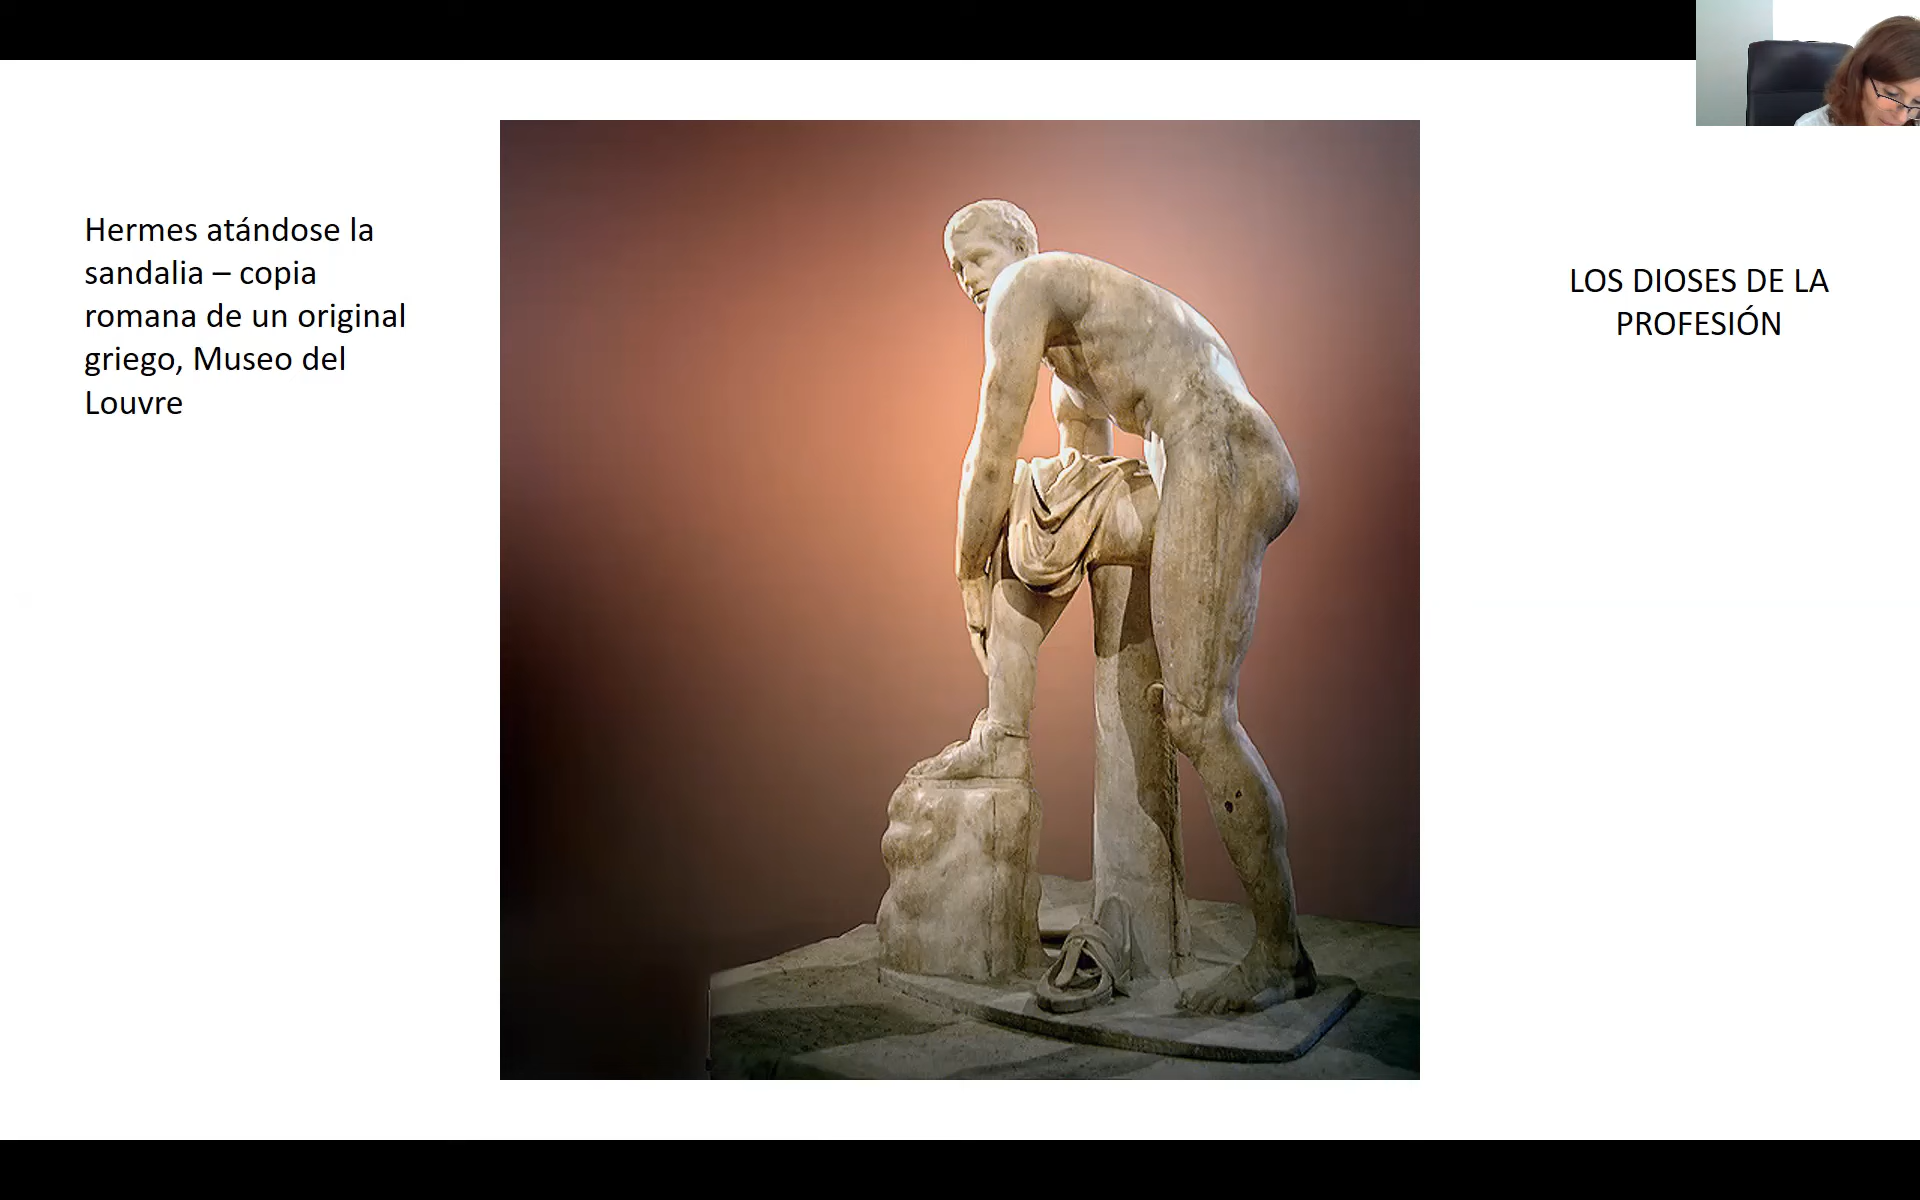 Hermes atándose la
sandalia – copia
romana de un original
griego, Museo del
Louvre
LOS DIOSES DE LA
PROFESIÓN